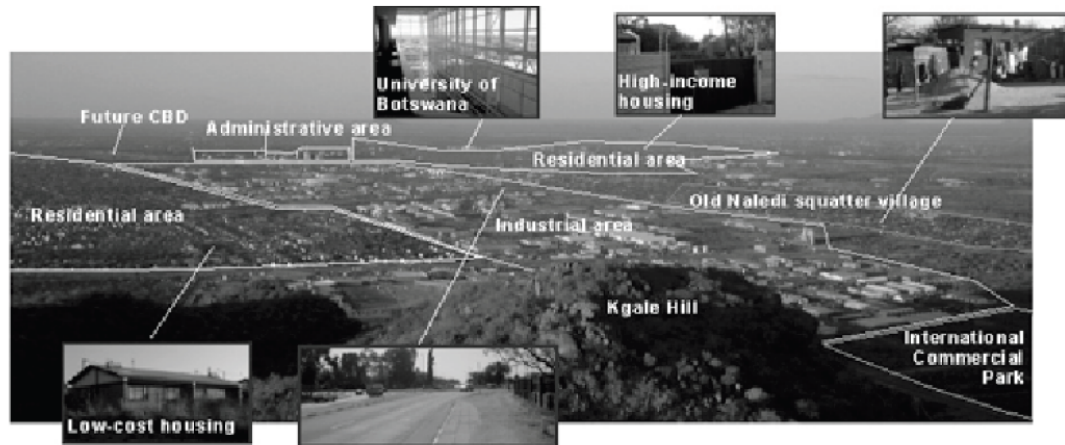 University of
Botswana
High-income
housing
Future CBD
Administrative area
Residential area
Residential area
Old Naledi squatter village
Industrial area
Kgale Hill
International
Commercial
Park
Low-cost housing